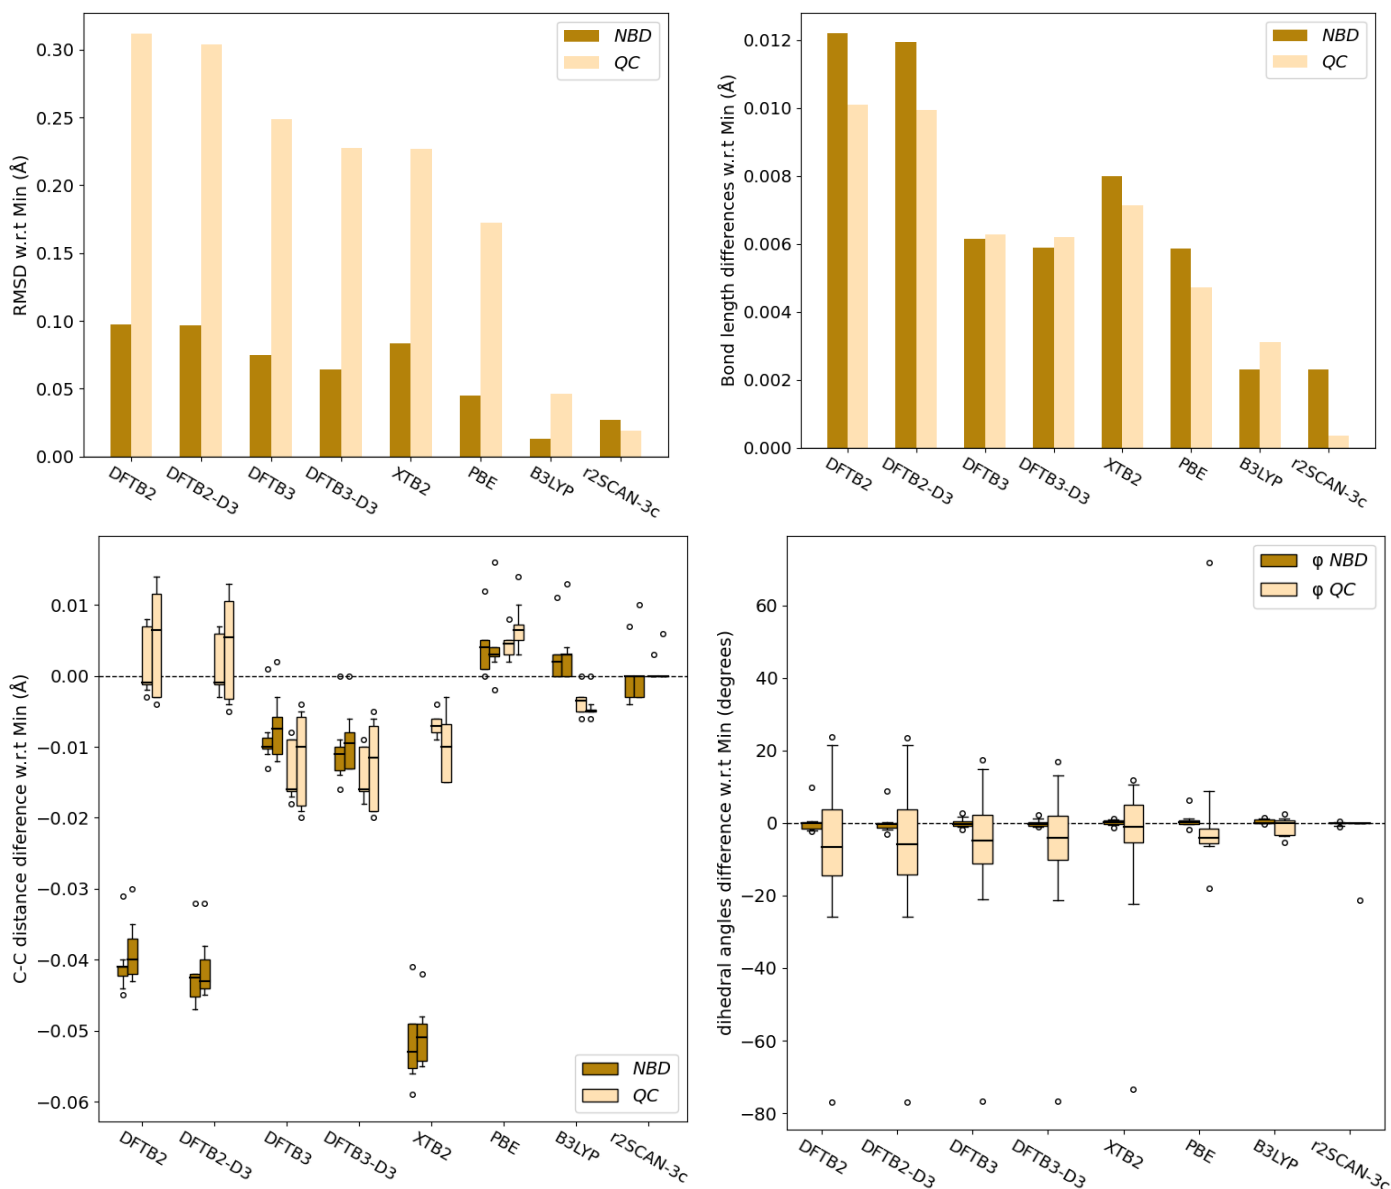 RMSD w.r.t Min (Å)
0.30
0.25
0.20
0.15
0.10
0.05
0.00
NBD
QC
DFTB2
DFTB2-D3
DFTB3
DFTB3-D3
XTB2
PBE
B3LYP
r2SCAN-3c
Bond length differences w.r.t Min (Å)
0.012
0.010
0.008
0.006
0.004
0.002
0.000
NBD
QC
DFTB2
DFTB2-D3
DFTB3
DFTB3-D3
XTB2
PBE
B3LYP
r2SCAN-3c
C-C distance diference w.r.t Min (Å)
0.01
0.00
−0.01
−0.02
−0.03
−0.04
−0.05
−0.06
NBD
QC
DFTB2
DFTB2-D3
DFTB3
DFTB3-D3
XTB2
PBE
B3LYP
r2SCAN-3c
dihedral angles difference w.r.t Min (degrees)
60
40
20
0
−20
−40
−60
−80
φ NBD
φ QC
DFTB2
DFTB2-D3
DFTB3
DFTB3-D3
XTB2
PBE
B3LYP
r2SCAN-3c